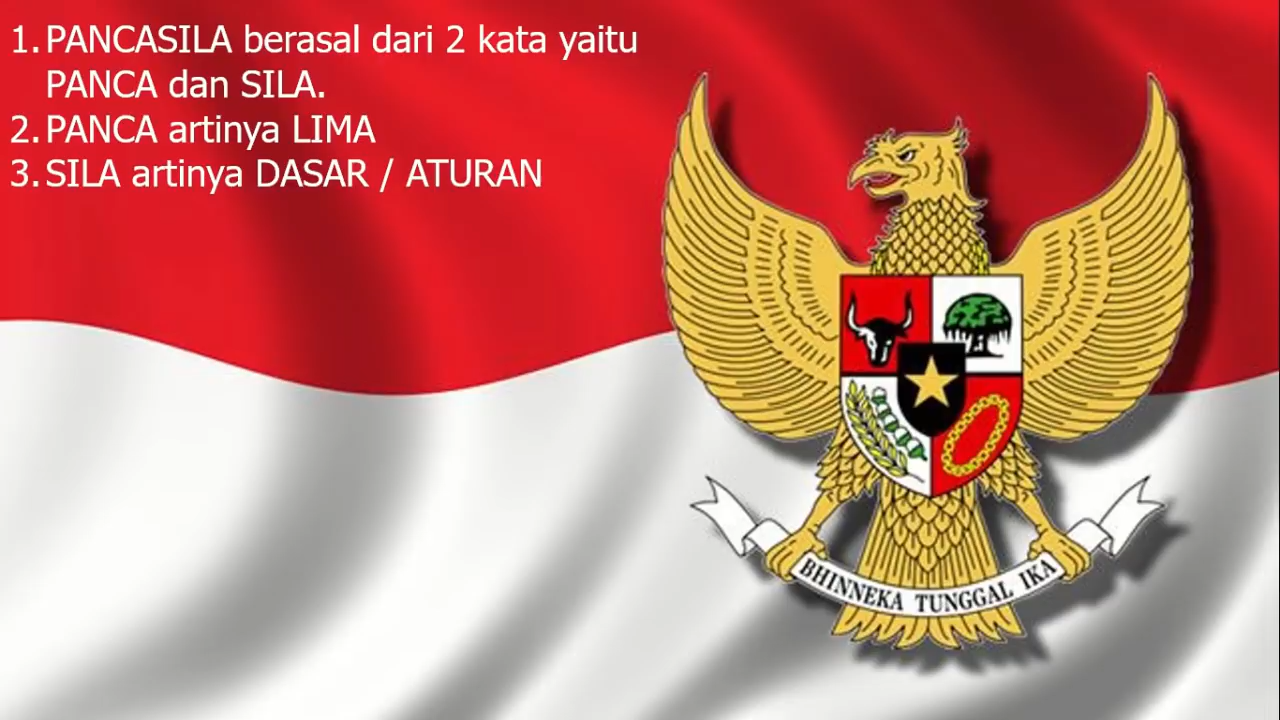 1. PANCASILA berasal dari 2 kata yaitu
PANCA dan SILA.
2. PANCA artinya LIMA
3. SILA artinya DASAR / ATURAN
BHINNEKA TUNGGAL IKA